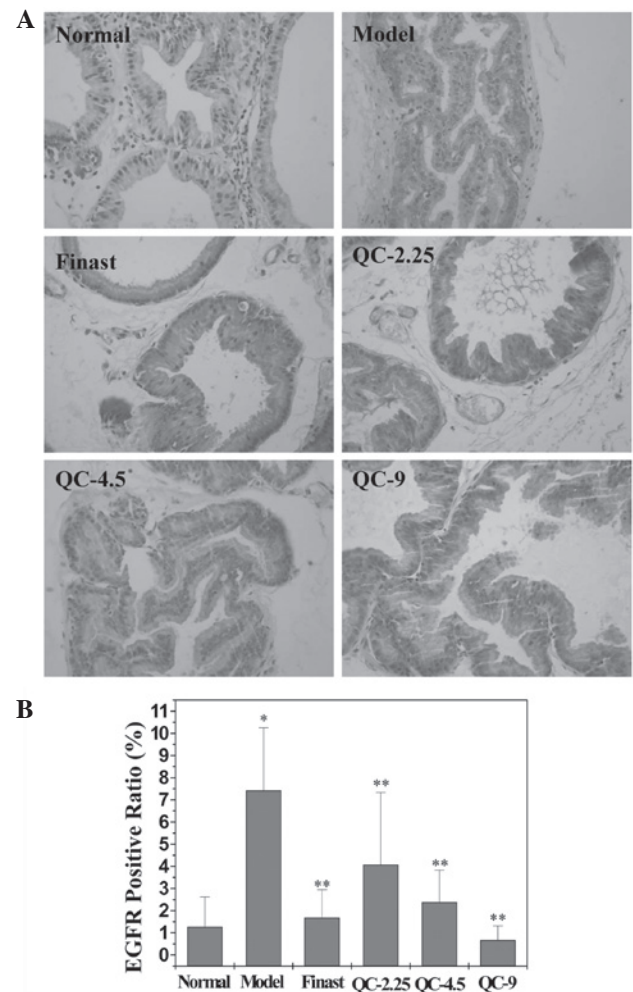 A
Normal
Model
Finast
QC-2.25
QC-4.5
QC-9
B
EGFR Positive Ratio (%)
11
10
9
8
7
6
5
4
3
2
1
0
*
**
**
**
**
Normal Model Finast QC-2.25 QC-4.5 QC-9